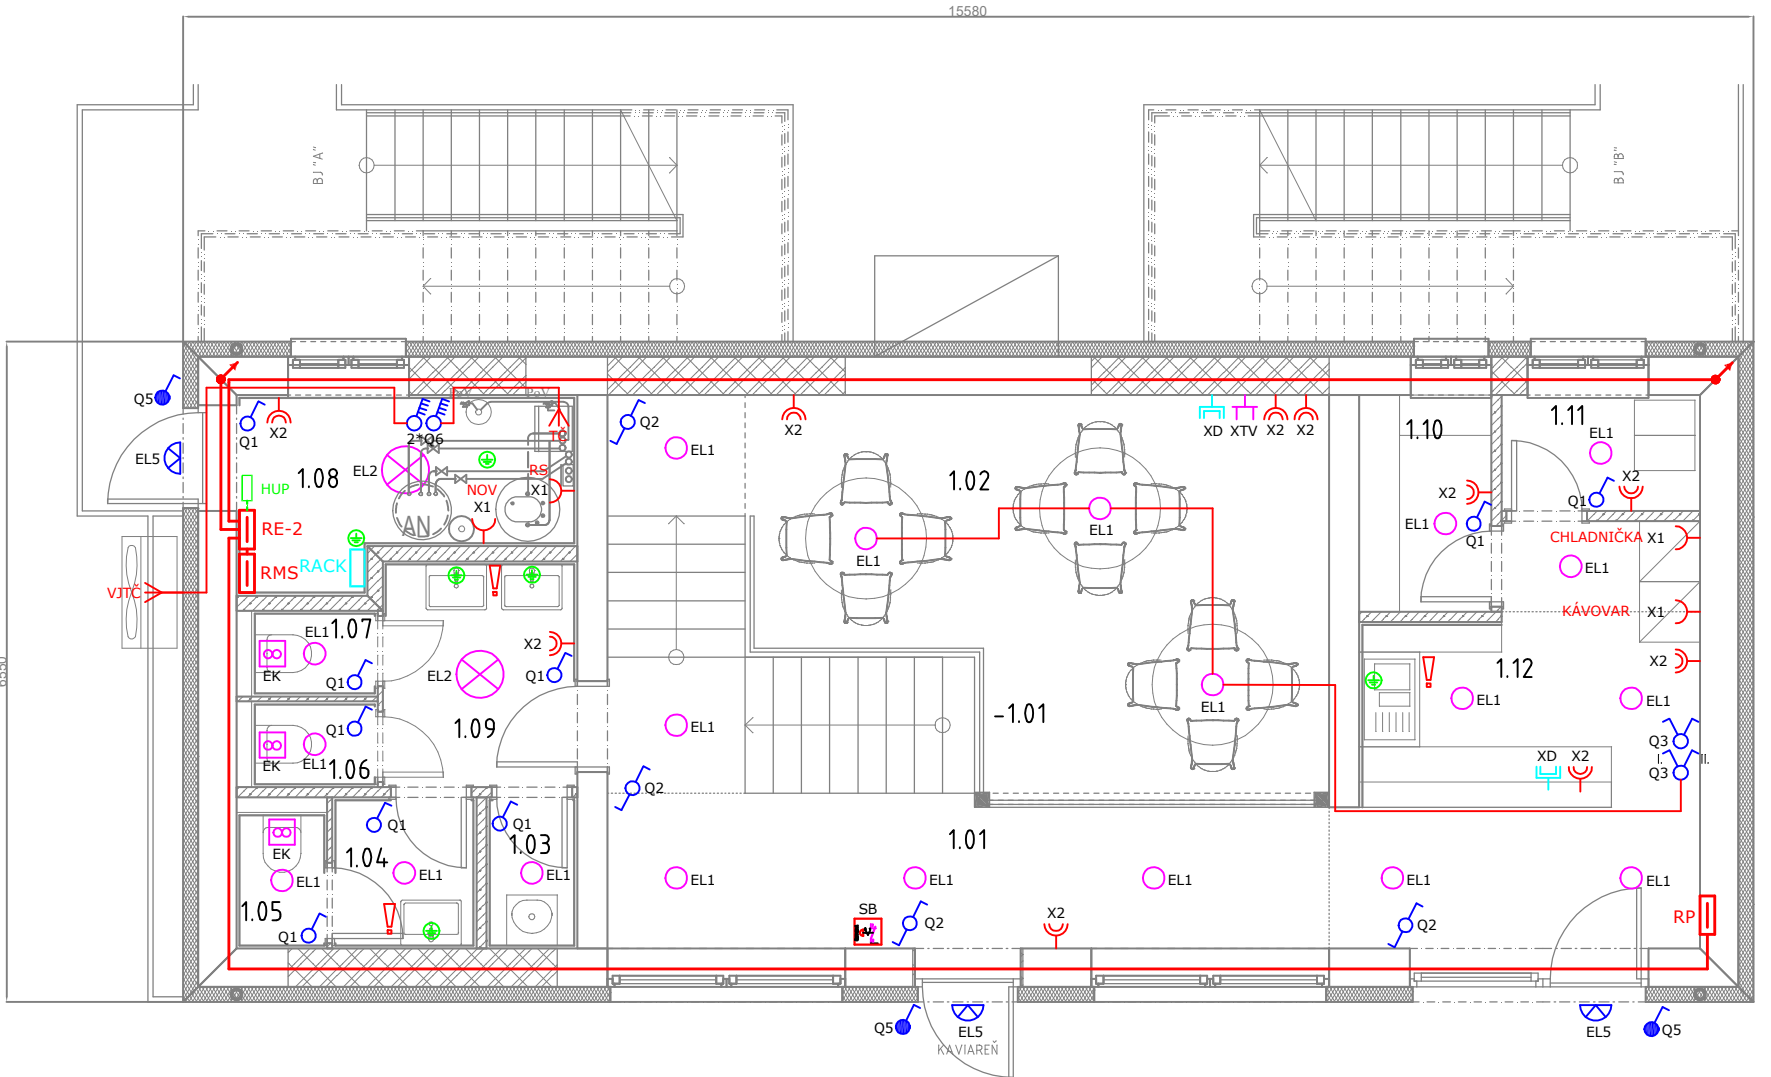 15580
BJ "A"
BJ "B"
Q5
EL5
Q1
X2
2*Q6
TČ
EL2
1.08
HUP
NOV
RS
X1
X1
AN
RE-2
RMS
RACK
VJTČ
6550
Q2
EL1
X2
1.02
XD
XTV
X2
X2
EL1
EL1
EL1
1.10
X2
EL1
Q1
1.11
EL1
X2
Q1
CHLADNIČKA
X1
EL1
KÁVOVAR
X1
X2
1.12
EL1
EL1
Q3
I.
II.
Q3
XD
X2
EL1
1.07
EK
Q1
X2
Q1
EL2
1.09
Q1
EK
EL1
1.06
EL1
-1.01
Q2
1.01
EK
EL1
1.05
Q1
Q1
1.04
EL1
Q1
1.03
EL1
EL1
EL1
EL1
EL1
EL1
SB
Q2
X2
Q2
RP
Q5
EL5
KAVIAREŇ
EL5
Q5